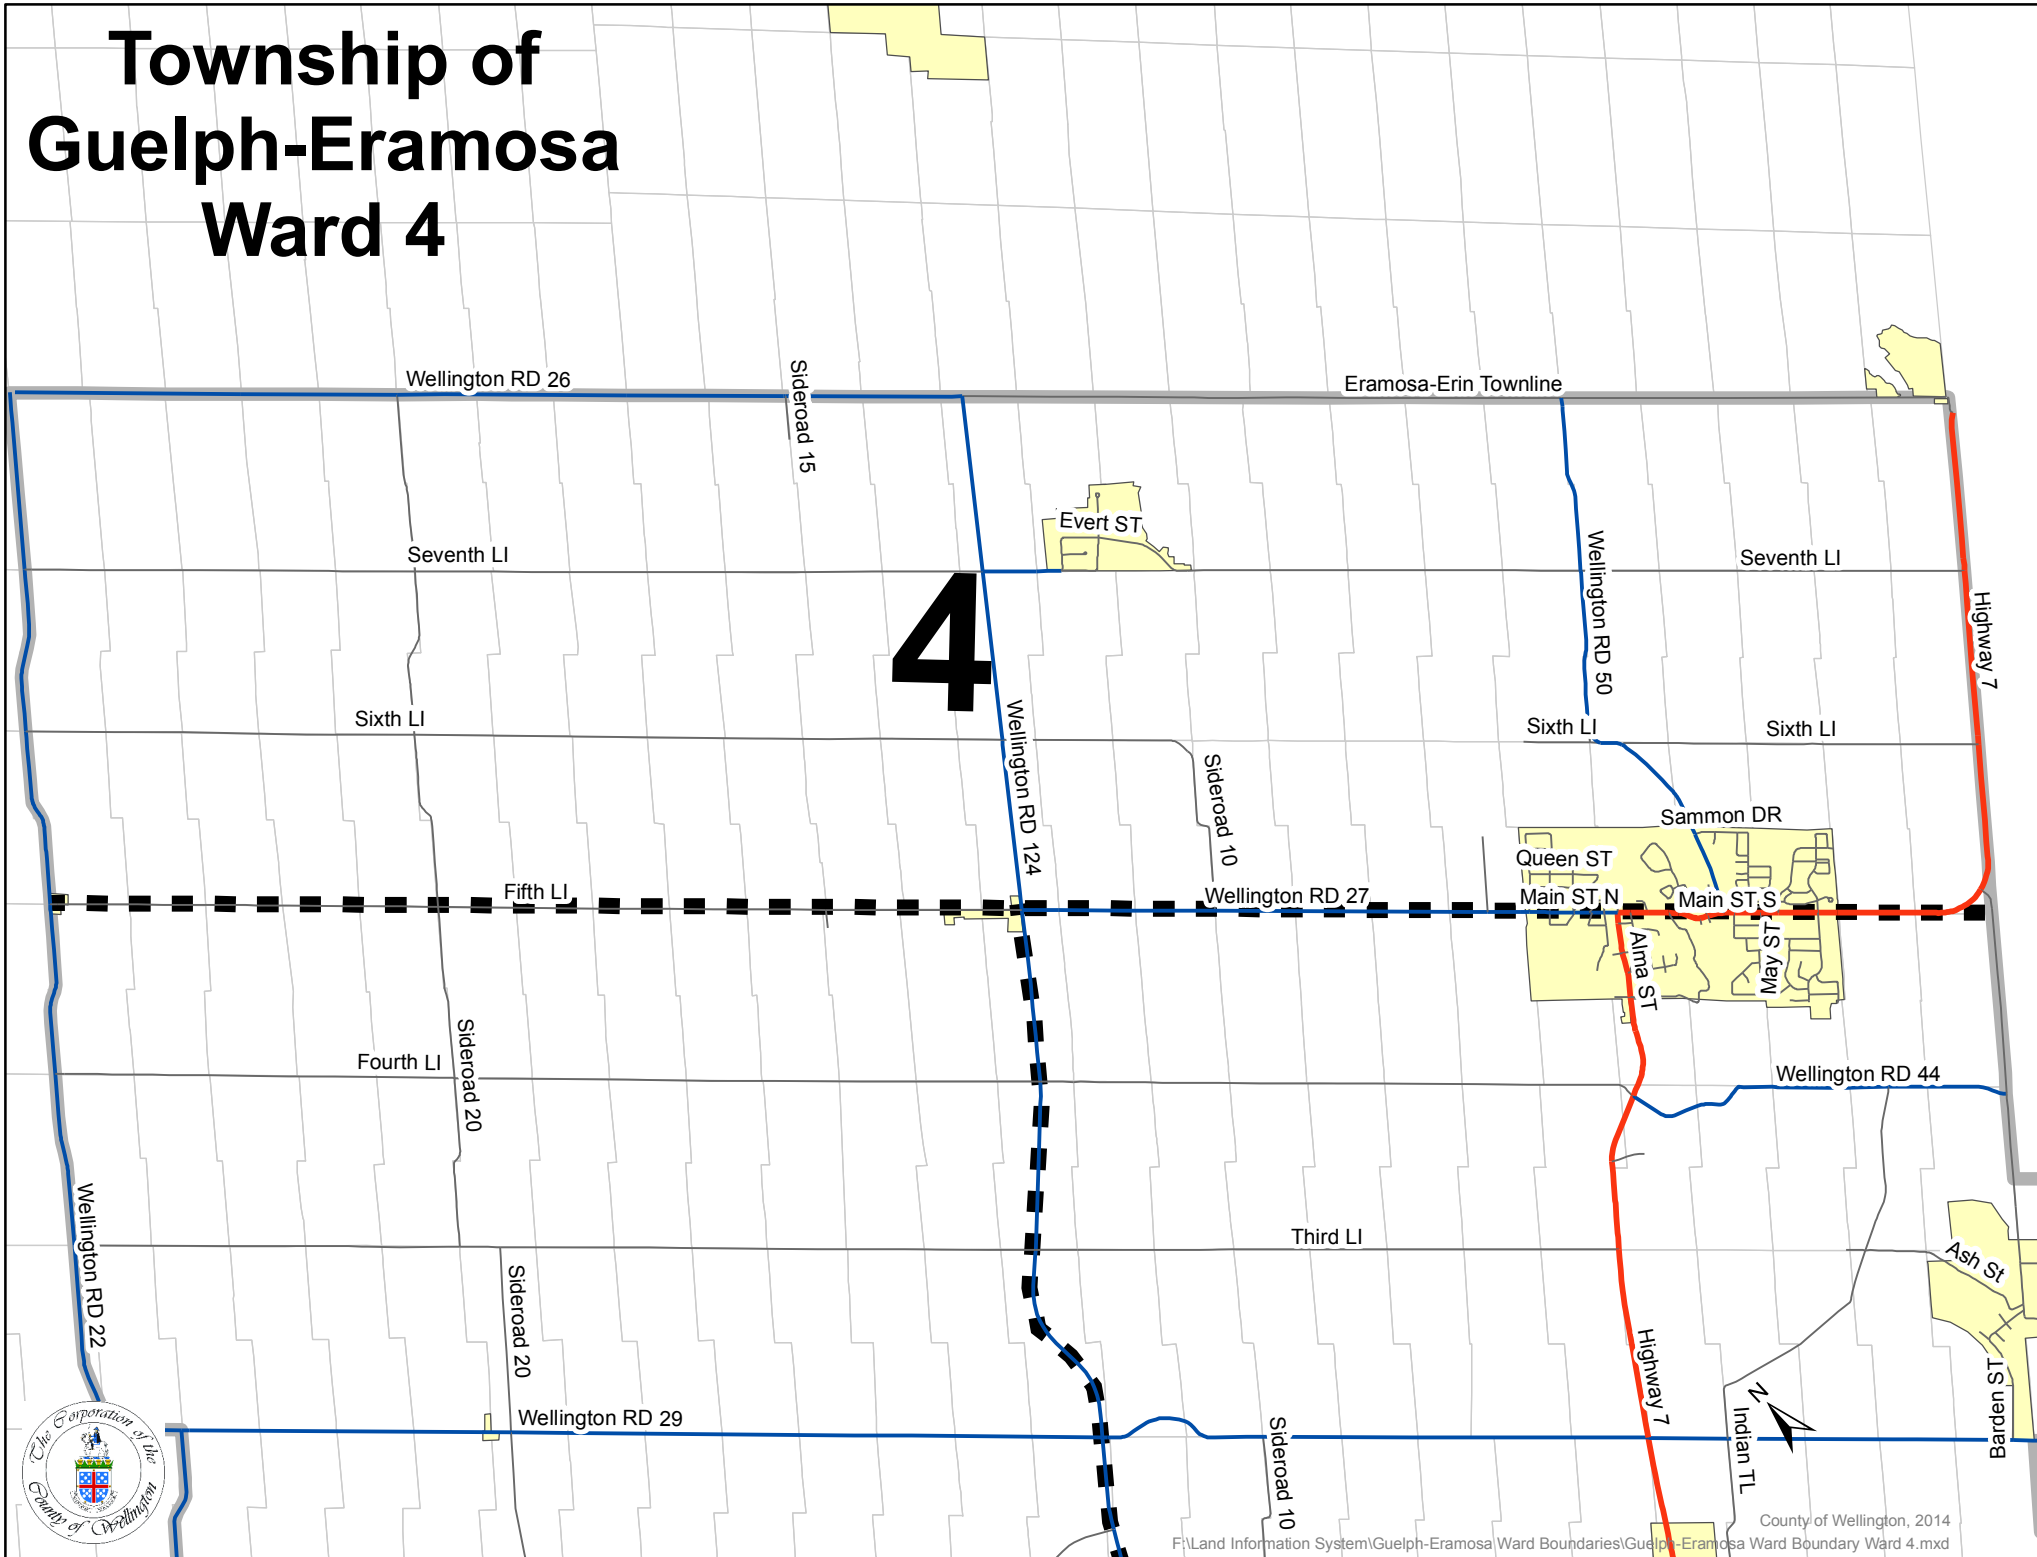 Township of
Guelph-Eramosa
Ward 4
Wellington RD 26
Sideroad 15
Eramosa-Erin Townline
Evert ST
Seventh LI
Wellington RD 50
Seventh LI
Highway 7
4
Sixth LI
Wellington RD 124
Sixth LI
Sixth LI
Sideroad 10
Sammon DR
Queen ST
Fifth LI
Wellington RD 27
Main ST N
Main ST S
Alma ST
May ST
Sideroad 20
Fourth LI
Wellington RD 44
Wellington RD 22
Third LI
Ash St
Sideroad 20
Highway 7
Barden ST
N
Wellington RD 29
Sideroad 10
Indian TL
The Corporation of the
County of Wellington
County of Wellington, 2014
F:\Land Information System\Guelph-Eramosa Ward Boundaries\Guelph-Eramosa Ward Boundary Ward 4.mxd